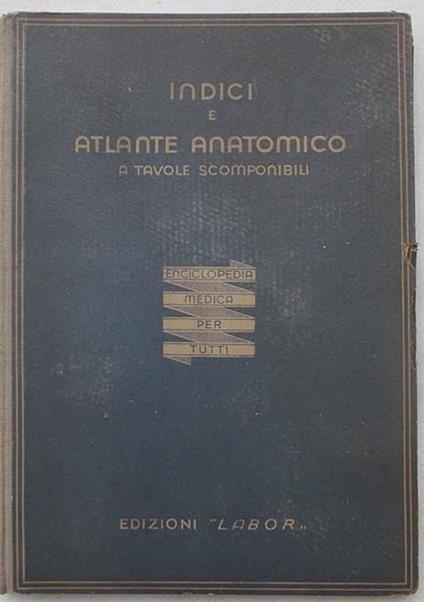 INDICI
E
ATLANTE ANATOMICO
A TAVOLE SCOMPONIBILI
ENCICLOPEDIA
MEDICA
PER
TUTTI
EDIZIONI "LABOR„